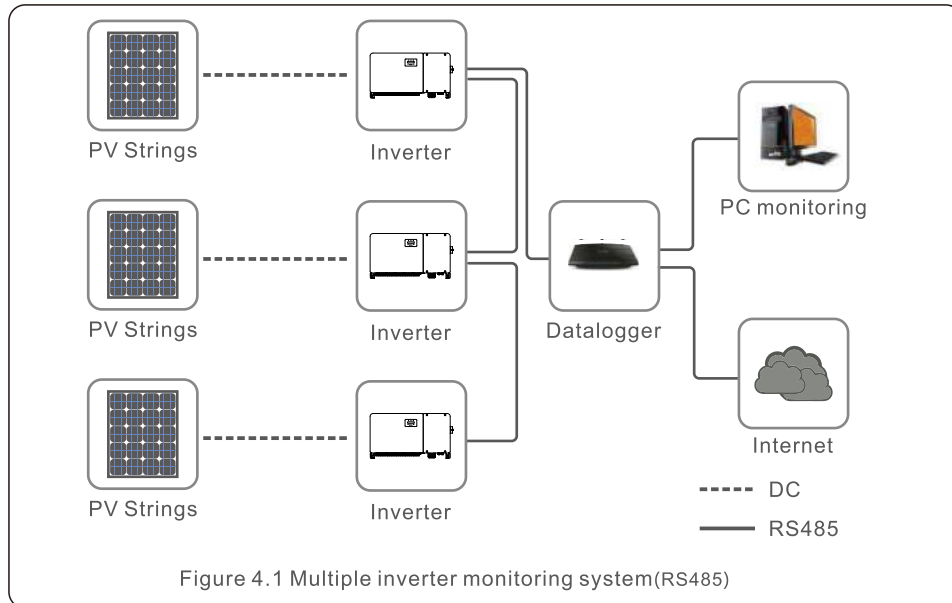 PV Strings
Inverter
PC monitoring
PV Strings
Inverter
Datalogger
Internet
PV Strings
Inverter
DC
RS485
Figure 4.1 Multiple inverter monitoring system(RS485)